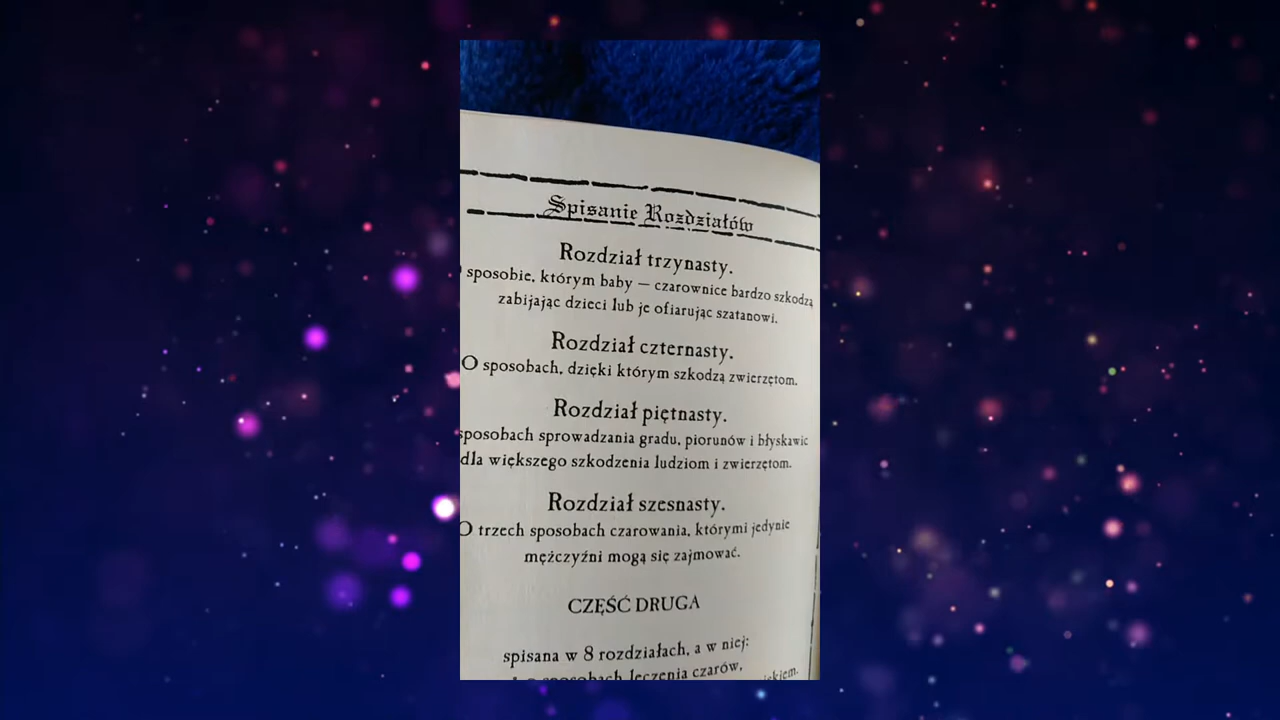 Spisanie Rozdziałów
Rozdział trzynasty.
sposobie, którym baby — czarownice bardzo szkodzą
zabijając dzieci lub je ofiarując szatanowi.
Rozdział czternasty.
O sposobach, dzięki którym szkodzą zwierzętom.
Rozdział piętnasty.
sposobach sprowadzania gradu, piorunów i błyskawic
dla większego szkodzenia ludziom i zwierzętom.
Rozdział szesnasty.
O trzech sposobach czarowania, którymi jedynie
mężczyźni mogą się zajmować.
CZĘŚĆ DRUGA
spisana w 8 rozdziałach, a w niej:
sposobach leczenia czarów,